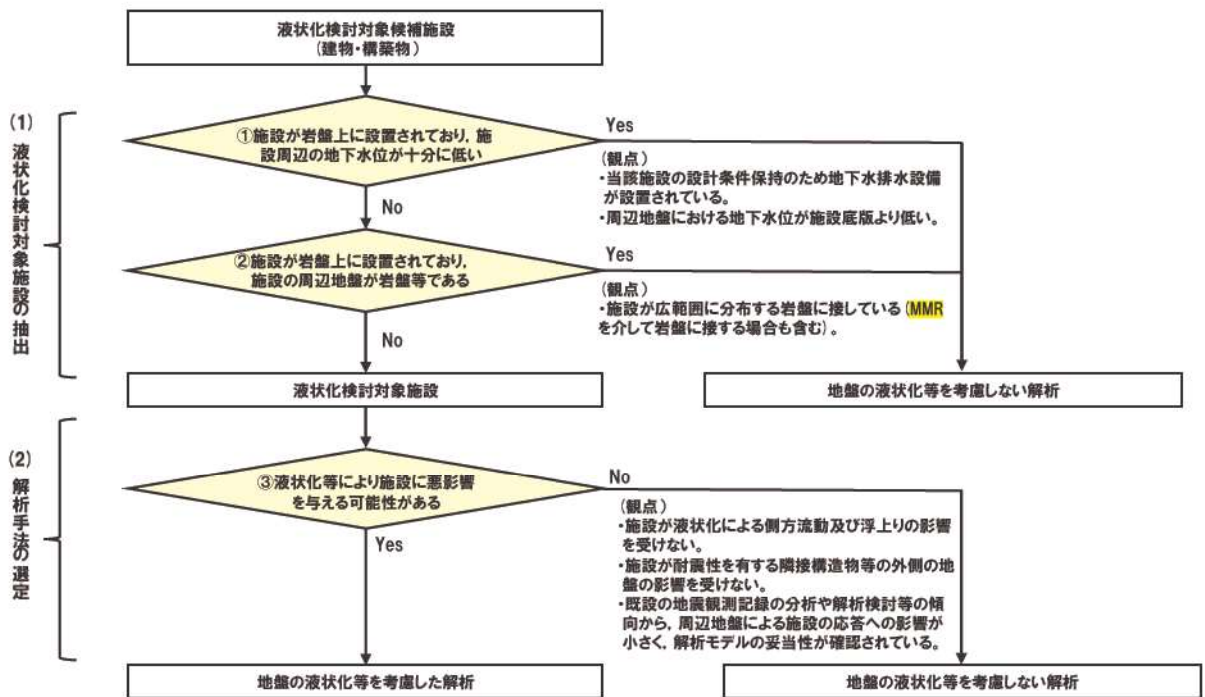 液状化検討対象候補施設
(建物・構築物)
(1)
液状化検討対象施設の抽出
①施設が岩盤上に設置されており, 施
設周辺の地下水位が十分に低い
Yes
(観点)
・当該施設の設計条件保持のため地下水排水設備
が設置されている。
・周辺地盤における地下水位が施設底版より低い。
No
②施設が岩盤上に設置されており,
施設の周辺地盤が岩盤等である
Yes
(観点)
・施設が広範囲に分布する岩盤に接している(MMR
を介して岩盤に接する場合も含む)。
No
液状化検討対象施設
地盤の液状化等を考慮しない解析
(2)
解析手法の選定
③液状化等により施設に悪影響
を与える可能性がある
No
(観点)
・施設が液状化による側方流動及び浮上りの影響
を受けない。
・施設が耐震性を有する隣接構造物等の外側の地
盤の影響を受けない。
・既設の地震観測記録の分析や解析検討等の傾
向から, 周辺地盤による施設の応答への影響が
小さく, 解析モデルの妥当性が確認されている。
Yes
地盤の液状化等を考慮した解析
地盤の液状化等を考慮しない解析